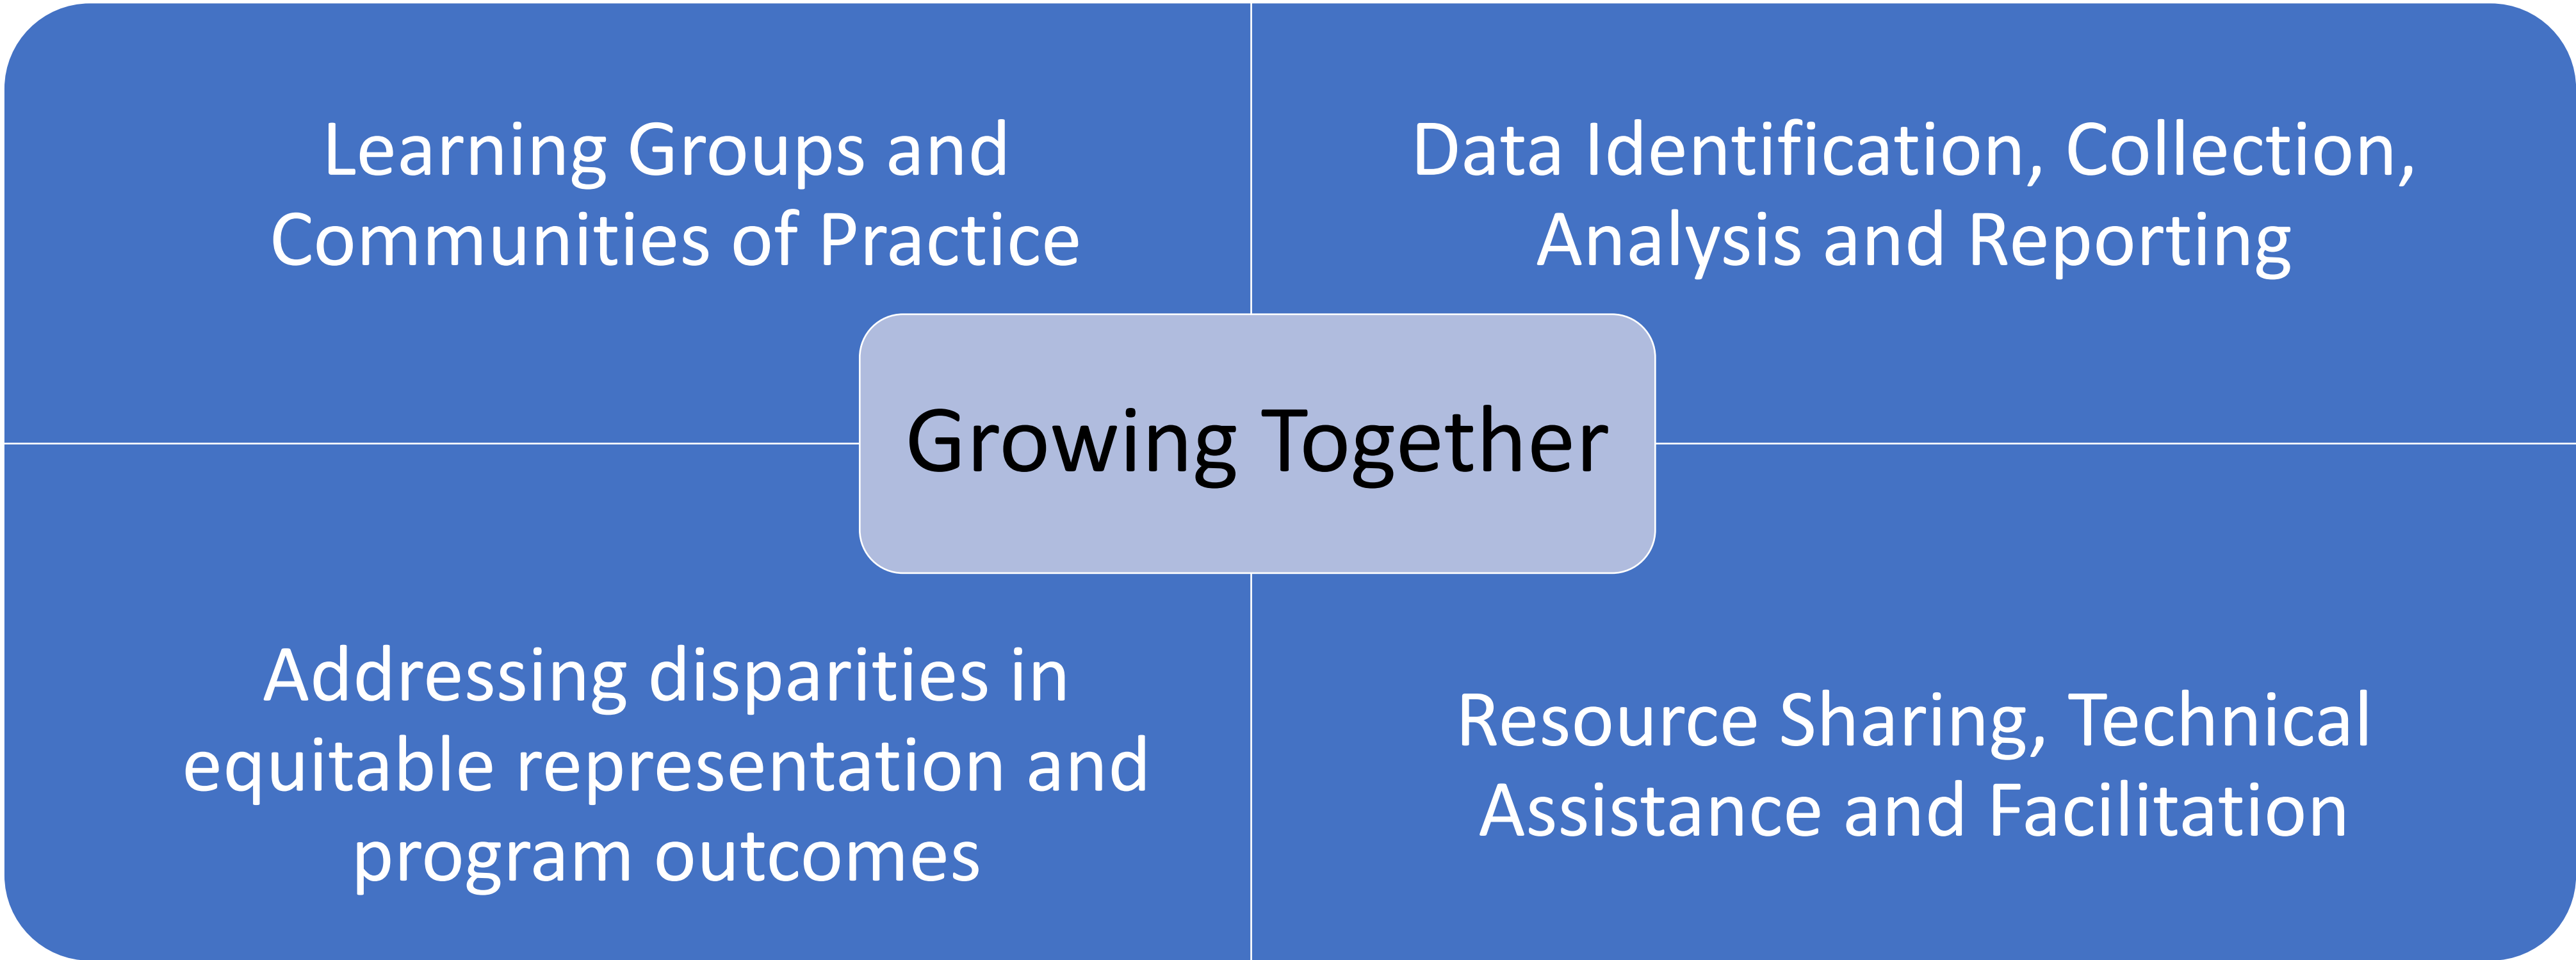 Learning Groups and
Communities of Practice
Data Identification, Collection,
Analysis and Reporting
Growing Together
Addressing disparities in
equitable representation and
program outcomes
Resource Sharing, Technical
Assistance and Facilitation